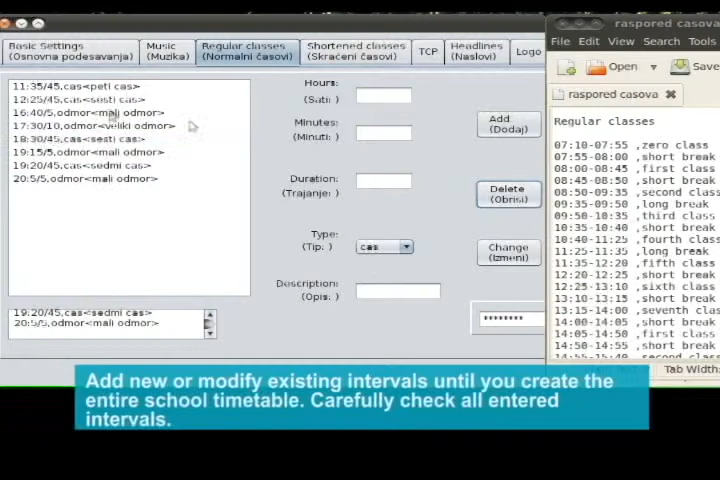 raspored casova
Basic Settings
(Osnovna podesavanja)
Music
(Muzika)
Regular classes
(Normalni časovi)
Shortened classes
(Skraćeni časovi)
TCP
Headlines
(Naslovi)
Logo
File Edit View Search Tools
Open
Save
raspored casova
11:35/45,cas<peti cas>
12:25/45,cas<sesti cas>
16:40/5,odmor<mali odmor>
17:30/10,odmor<veliki odmor>
18:30/45,cas<sesti cas>
19:15/5,odmor<mali odmor>
19:20/45,cas<sedmi cas>
20:5/5,odmor<mali odmor>
19:20/45,cas<sedmi cas>
20:5/5,odmor<mali odmor>
Hours:
(Sati: )
Minutes:
(Minuti: )
Duration:
(Trajanje: )
Type:
(Tip: )
cas
Description:
(Opis: )
Add
(Dodaj)
Delete
(Obrisi)
Change
(Izmeni)
********
Regular classes
07:10-07:55 ,zero class
07:55-08:00 ,short break
08:00-08:45 ,first class
08:45-08:50 ,short break
08:50-09:35 ,second class
09:35-09:50 ,long break
09:50-10:35 ,third class
10:35-10:40 ,short break
10:40-11:25 ,fourth class
11:25-11:35 ,long break
11:35-12:20 ,fifth class
12:20-12:25 ,short break
12:25-13:10 ,sixth class
13:10-13:15 ,short break
13:15-14:00 ,seventh class
14:00-14:05 ,short break
14:05-14:50 ,first class
14:50-14:55 ,short break
14:55-15:40 ,second class
Tab Width:
Add new or modify existing intervals until you create the
entire school timetable. Carefully check all entered
intervals.